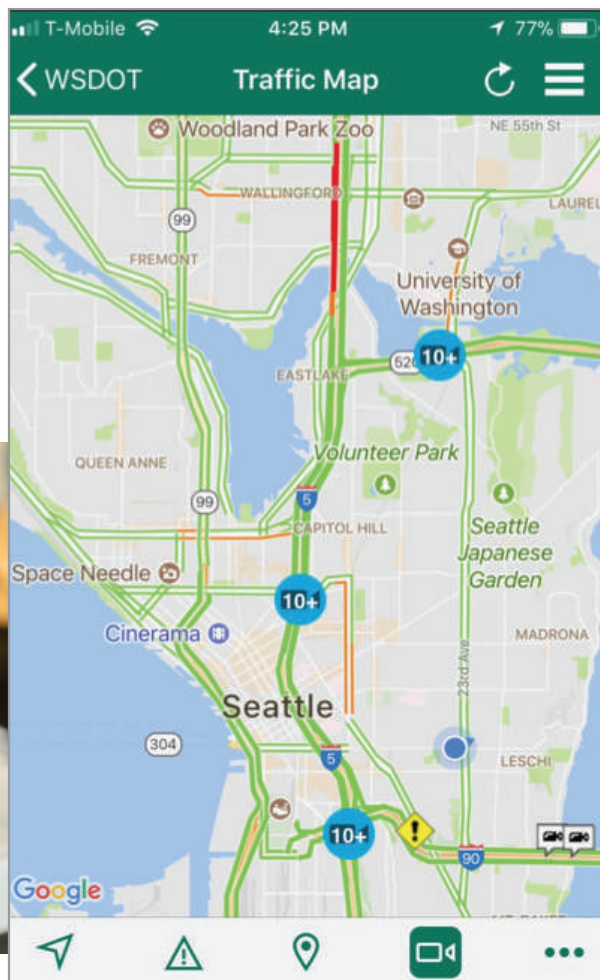 T-Mobile 4:25 PM 77%
WSDOT Traffic Map
Woodland Park Zoo
NE 55th St
WALLINGFORD
LAUREL
99
FREMONT
University of
Washington
520
10+
EASTLAKE
Volunteer Park
QUEEN ANNE
99
5
CAPITOL HILL
Seattle
Japanese
Garden
Space Needle
10+
Cinerama
MADRONA
23rd Ave
Seattle
304
5
LESCHI
10+
!
90
Google